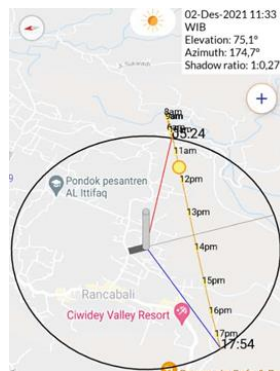 02-Des-2021 11:33
WIB
Elevation: 75,1°
Azimuth: 174,7°
Shadow ratio: 1:0,27
8am
05:24
11am
Pondok pesantren
AL Ittifaq
12pm
13pm
14pm
15pm
Rancabali
Ciwidey Valley Resort
16pm
17pm
17:54